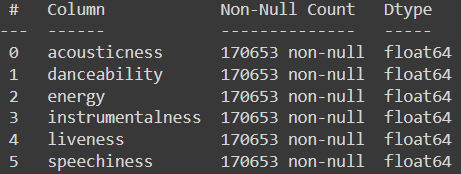 #   Column            Non-Null Count   Dtype
---  ------            --------------   -----
 0   acousticness      170653 non-null  float64
 1   danceability      170653 non-null  float64
 2   energy            170653 non-null  float64
 3   instrumentalness  170653 non-null  float64
 4   liveness          170653 non-null  float64
 5   speechiness       170653 non-null  float64